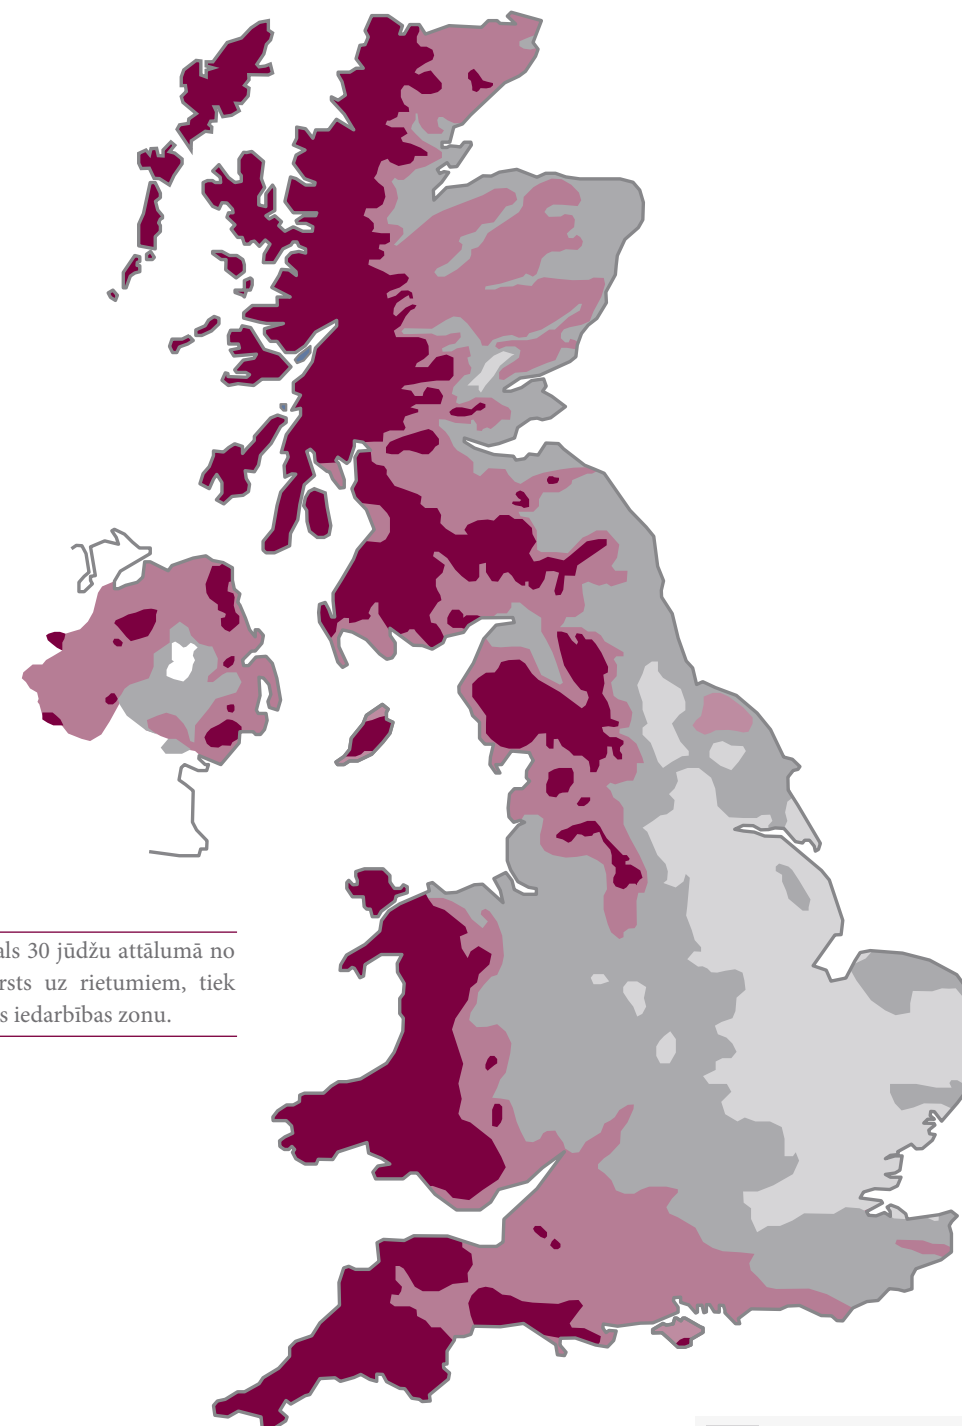 als 30 jūdžu attālumā no
rsts uz rietumiem, tiek
s iedarbības zonu.